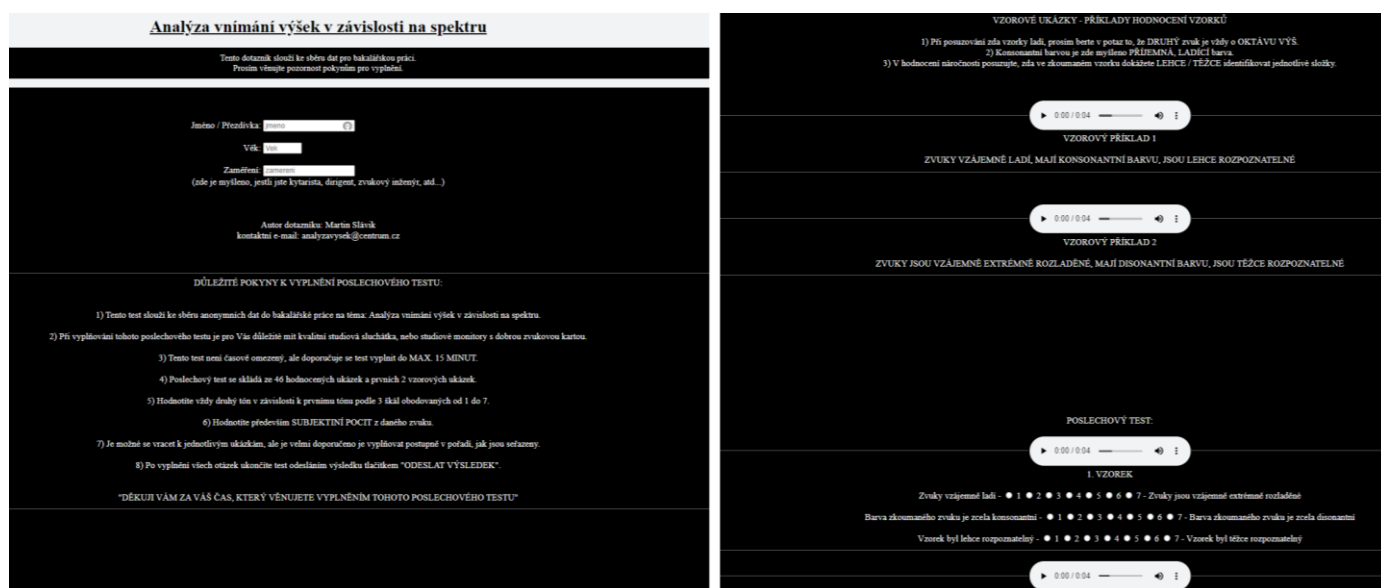 Analýza vnímání výšek v závislosti na spektru
Tento dotazník slouží ke sběru dat pro bakalářskou práci.
Prosím věnujte pozornost pokynům pro vyplnění.
Jméno / Přezdívka: jmeno
Věk: Vek
Zaměření: zamereni
(zde je myšleno, jestli jste kytarista, dirigent, zvukový inženýr, atd...)
Autor dotazníku: Martin Slávik
kontaktní e-mail: analyzavysek@centrum.cz
DŮLEŽITÉ POKYNY K VYPLNĚNÍ POSLECHOVÉHO TESTU:
1) Tento test slouží ke sběru anonymních dat do bakalářské práce na téma: Analýza vnímání výšek v závislosti na spektru.
2) Při vyplňování tohoto poslechového testu je pro Vás důležité mít kvalitní studiová sluchátka, nebo studiové monitory s dobrou zvukovou kartou.
3) Tento test není časově omezený, ale doporučuje se test vyplnit do MAX. 15 MINUT.
4) Poslechový test se skládá ze 46 hodnocených ukázek a prvních 2 vzorových ukázek.
5) Hodnotíte vždy druhý tón v závislosti k prvnímu tónu podle 3 škál obodovaných od 1 do 7.
6) Hodnotíte především SUBJEKTINÍ POCIT z daného zvuku.
7) Je možné se vracet k jednotlivým ukázkám, ale je velmi doporučeno je vyplňovat postupně v pořadí, jak jsou seřazeny.
8) Po vyplnění všech otázek ukončíte test odesláním výsledku tlačítkem "ODESLAT VÝSLEDEK".
"DĚKUJI VÁM ZA VÁŠ ČAS, KTERÝ VĚNUJETE VYPLNĚNÍM TOHOTO POSLECHOVÉHO TESTU"
VZOROVÉ UKÁZKY - PŘÍKLADY HODNOCENÍ VZORKŮ
1) Při posuzování zda vzorky ladí, prosím berte v potaz to, že DRUHÝ zvuk je vždy o OKTÁVU VÝŠ.
2) Konsonantní barvou je zde myšleno PŘÍJEMNÁ, LADÍCÍ barva.
3) V hodnocení náročnosti posuzujte, zda ve zkoumaném vzorku dokážete LEHCE / TĚŽCE identifikovat jednotlivé složky.
0:00 / 0:04
VZOROVÝ PŘÍKLAD 1
ZVUKY VZÁJEMNĚ LADÍ, MAJÍ KONSONANTNÍ BARVU, JSOU LEHCE ROZPOZNATELNÉ
0:00 / 0:04
VZOROVÝ PŘÍKLAD 2
ZVUKY JSOU VZÁJEMNĚ EXTRÉMNĚ ROZLADĚNÉ, MAJÍ DISONANTNÍ BARVU, JSOU TĚŽCE ROZPOZNATELNÉ
POSLECHOVÝ TEST:
0:00 / 0:04
1. VZOREK
Zvuky vzájemně ladí - 1 2 3 4 5 6 7 - Zvuky jsou vzájemně extrémně rozladěné
Barva zkoumaného zvuku je zcela konsonantní - 1 2 3 4 5 6 7 - Barva zkoumaného zvuku je zcela disonantní
Vzorek byl lehce rozpoznatelný - 1 2 3 4 5 6 7 - Vzorek byl těžce rozpoznatelný
0:00 / 0:04